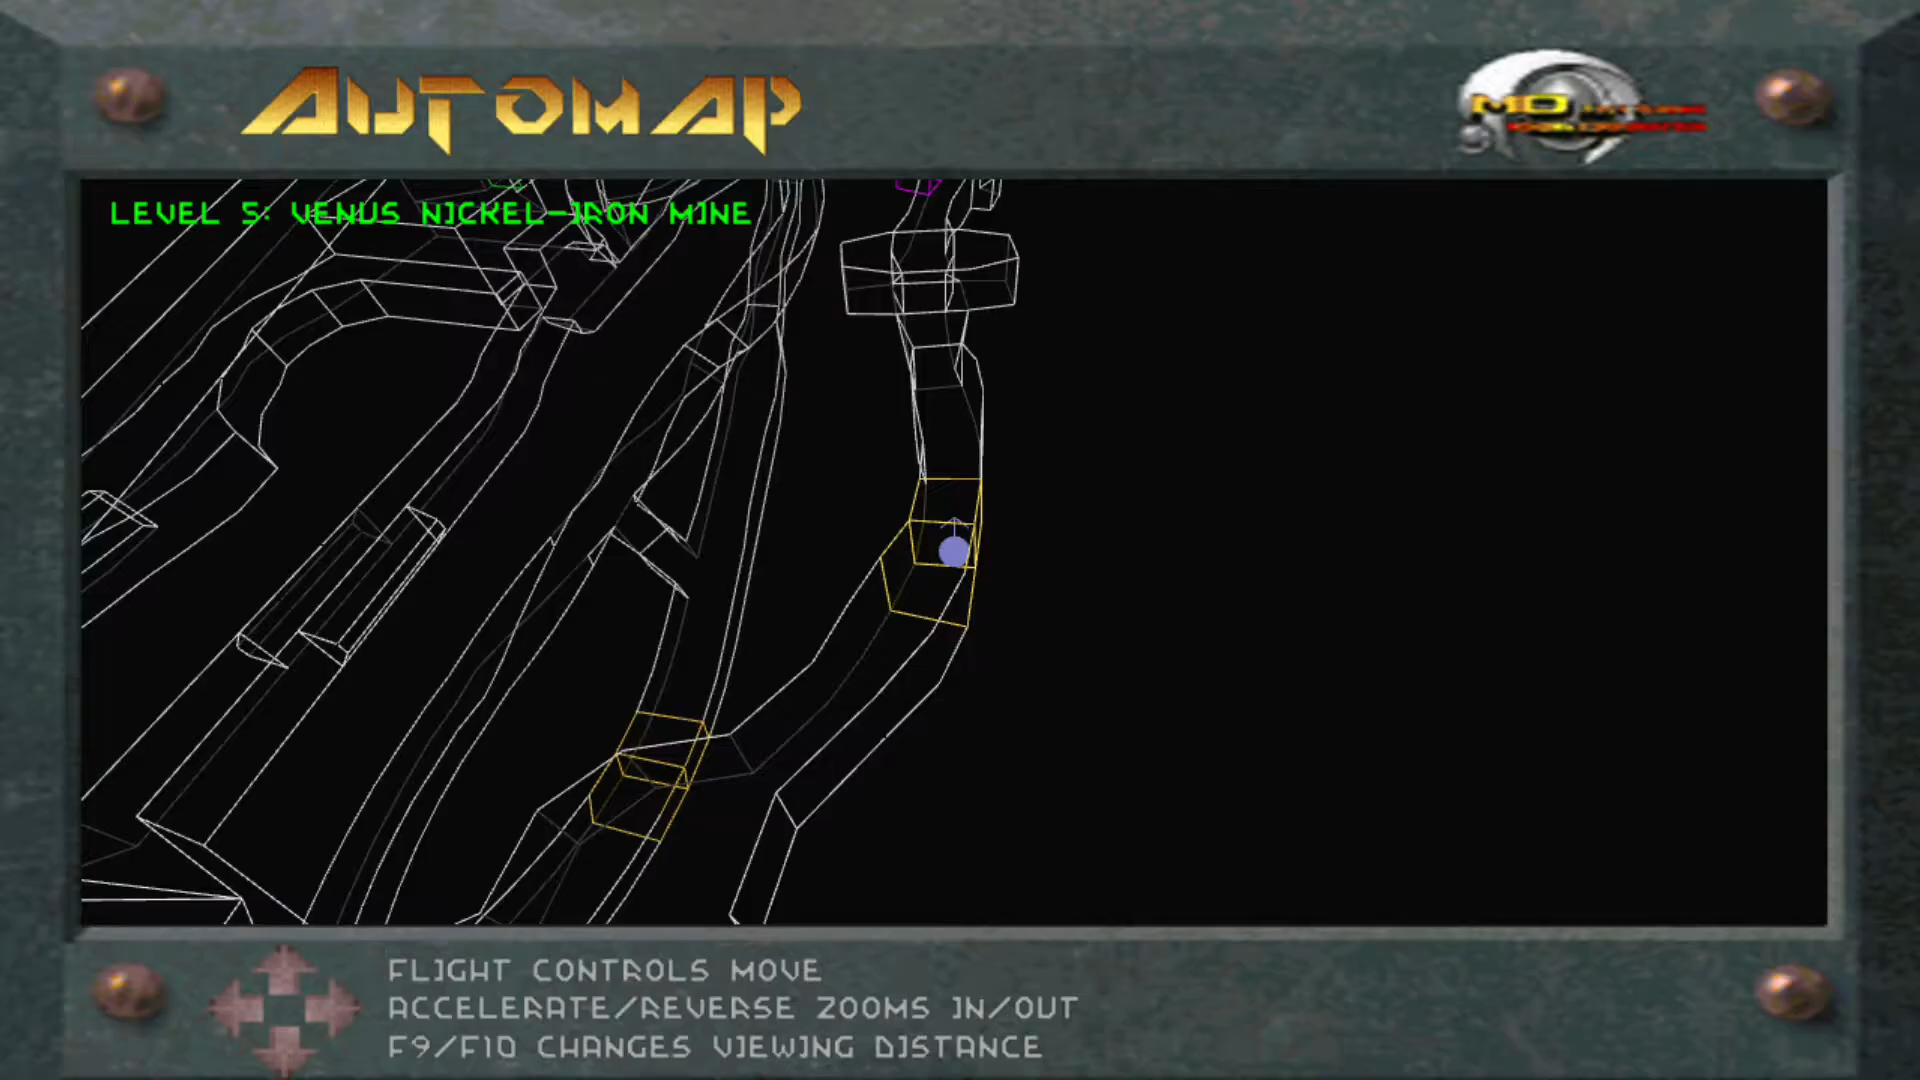 AUTOMAP
MD
LEVEL 5: VENUS NICKEL-IRON MINE
FLIGHT CONTROLS MOVE
ACCELERATE/REVERSE ZOOMS IN/OUT
F9/F10 CHANGES VIEWING DISTANCE